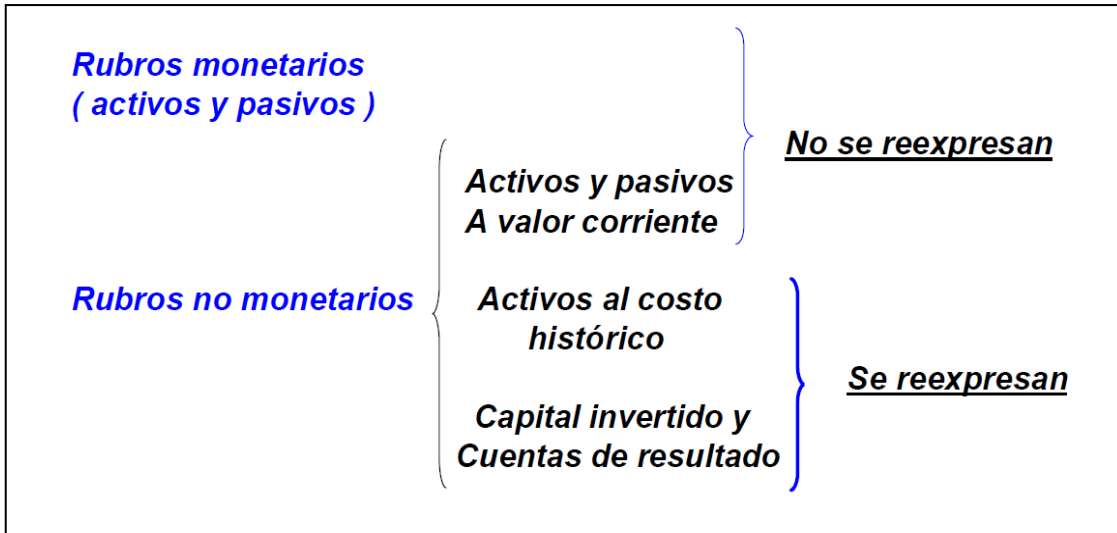 Rubros monetarios
( activos y pasivos )
No se reexpresan
Activos y pasivos
A valor corriente
Rubros no monetarios
Activos al costo
histórico
Se reexpresan
Capital invertido y
Cuentas de resultado